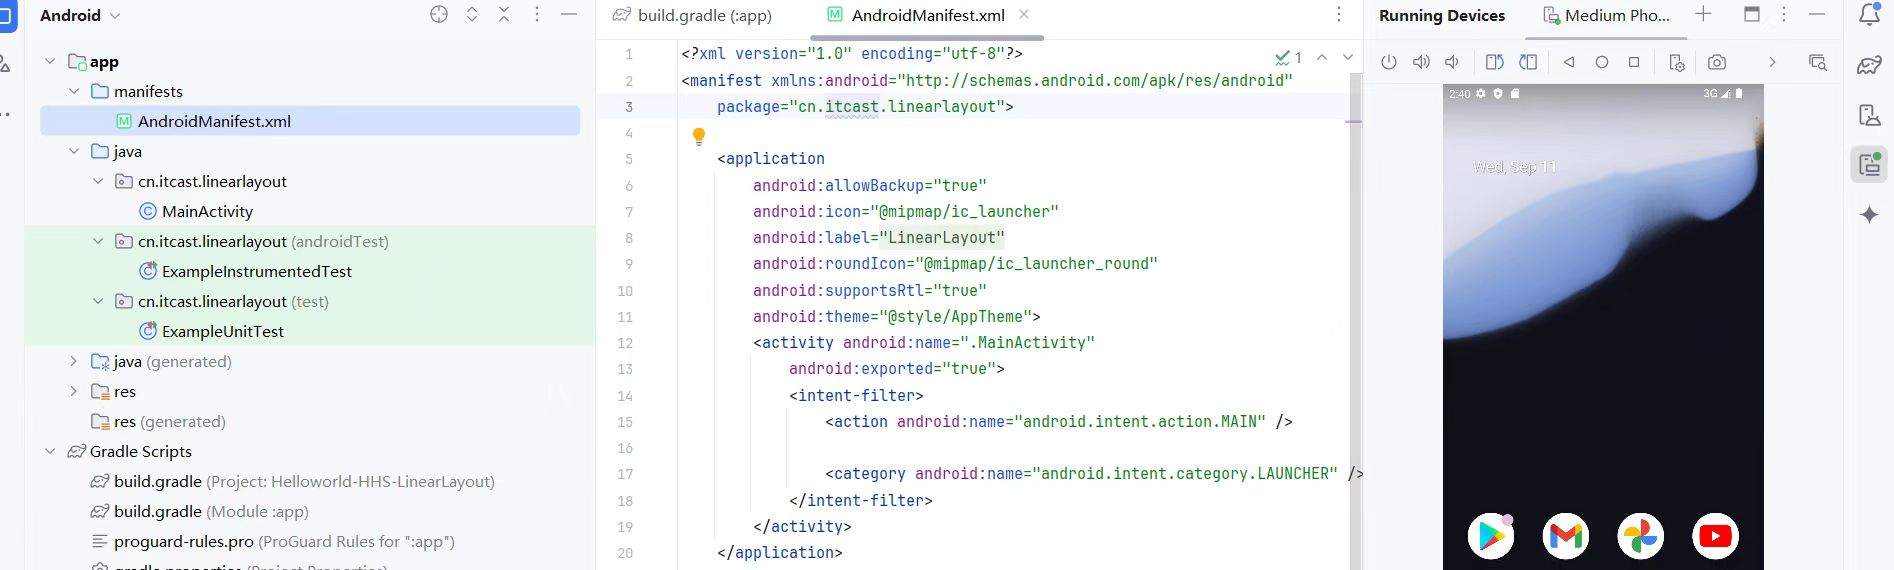 Android
app
manifests
AndroidManifest.xml
java
cn.itcast.linearlayout
MainActivity
cn.itcast.linearlayout (androidTest)
ExampleInstrumentedTest
cn.itcast.linearlayout (test)
ExampleUnitTest
java (generated)
res
res (generated)
Gradle Scripts
build.gradle (Project: Helloworld-HHS-LinearLayout)
build.gradle (Module :app)
proguard-rules.pro (ProGuard Rules for ":app")
gradle.properties (Project Properties)
build.gradle (:app)
AndroidManifest.xml
1
1 <?xml version="1.0" encoding="utf-8"?>
2 <manifest xmlns:android="http://schemas.android.com/apk/res/android"
3 package="cn.itcast.linearlayout">
4
5 <application
6 android:allowBackup="true"
7 android:icon="@mipmap/ic_launcher"
8 android:label="LinearLayout"
9 android:roundIcon="@mipmap/ic_launcher_round"
10 android:supportsRtl="true"
11 android:theme="@style/AppTheme">
12 <activity android:name=".MainActivity"
13 android:exported="true">
14 <intent-filter>
15 <action android:name="android.intent.action.MAIN" />
16
17 <category android:name="android.intent.category.LAUNCHER" />
18 </intent-filter>
19 </activity>
20 </application>
Running Devices
Medium Pho...
2:40
3G
Wed, Sep 11